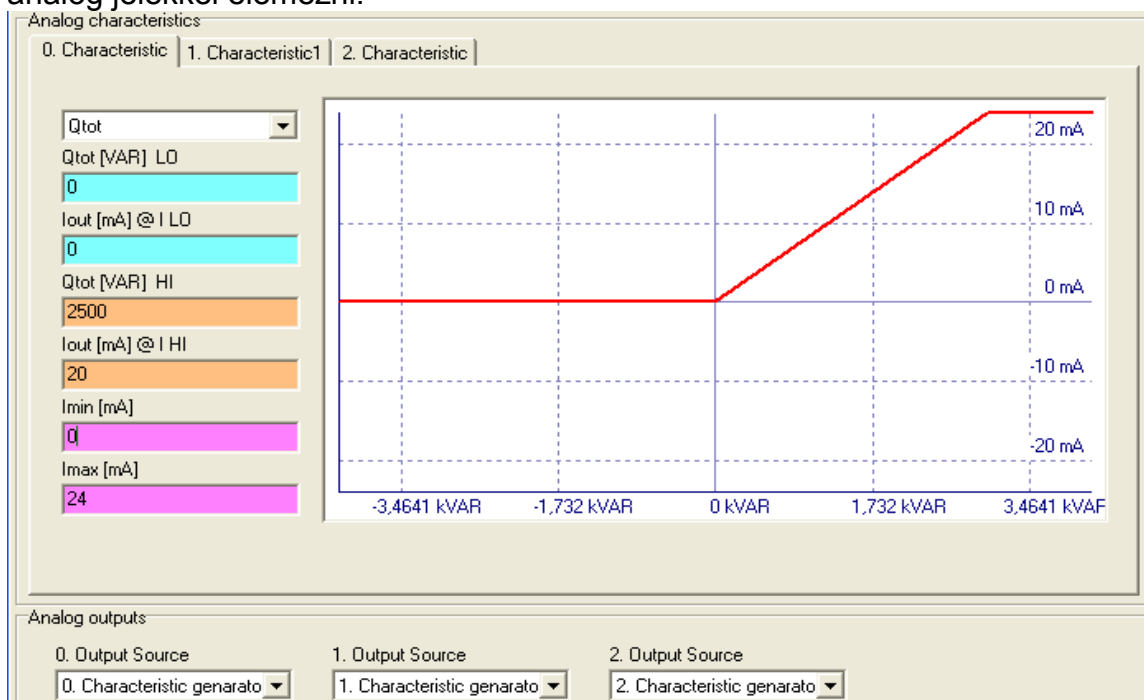 analóg jelekkel elemezni.
Analog characteristics
0. Characteristic 1. Characteristic1 2. Characteristic
Qtot
Qtot [VAR] LO
0
Iout [mA] @ I LO
0
Qtot [VAR] HI
2500
Iout [mA] @ I HI
20
Imin [mA]
0
Imax [mA]
24
20 mA
10 mA
0 mA
-10 mA
-20 mA
-3,4641 kVAR -1,732 kVAR 0 kVAR 1,732 kVAR 3,4641 kVAF
Analog outputs
0. Output Source 1. Output Source 2. Output Source
0. Characteristic genarato 1. Characteristic genarato 2. Characteristic genarato